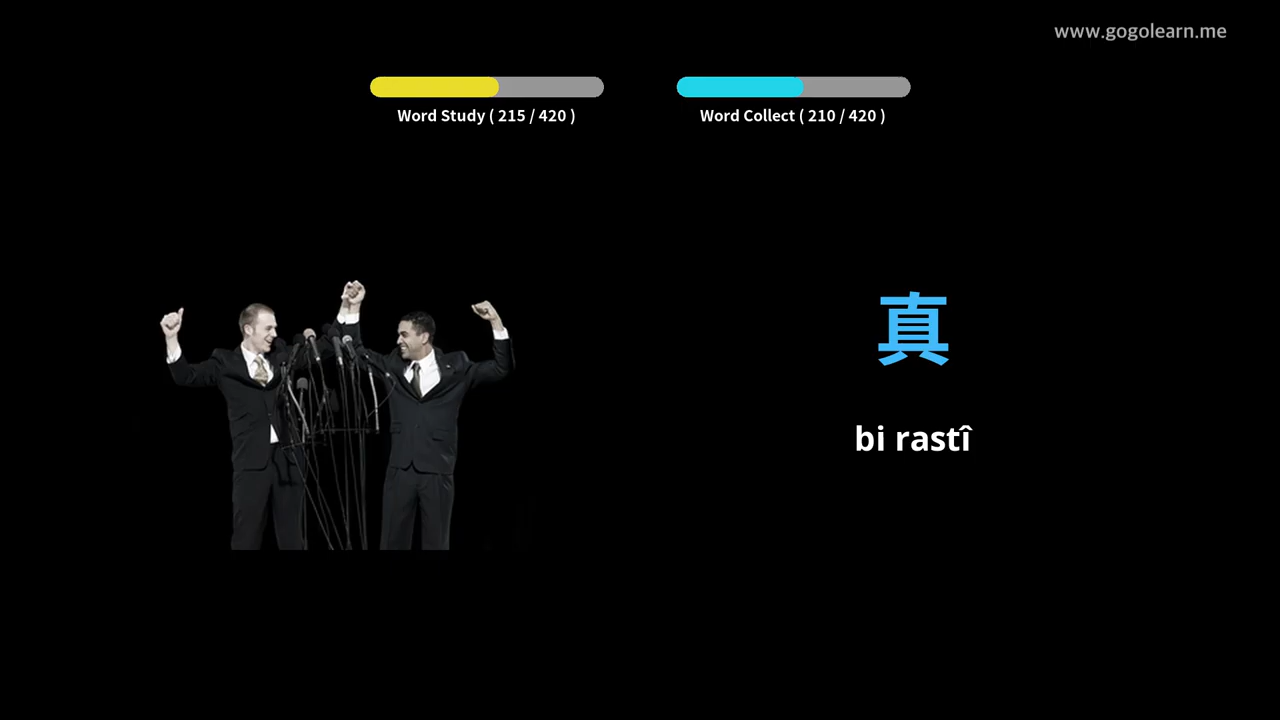 www.gogolearn.me
Word Study ( 215 / 420 )
Word Collect ( 210 / 420 )
真
bi rastî